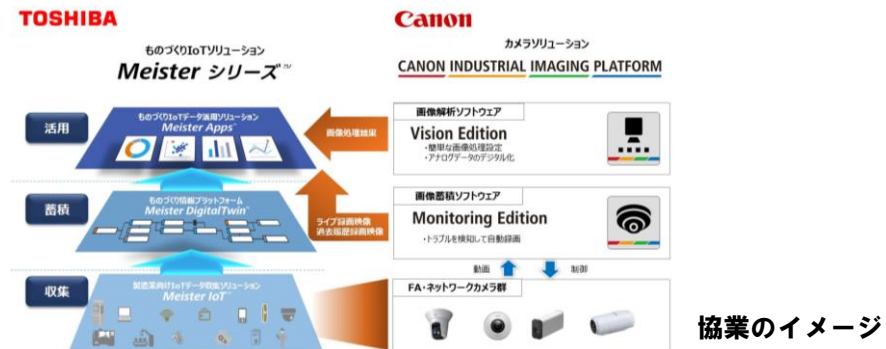 TOSHIBA
Canon
ものづくりIoTソリューション
Meister シリーズ™
カメラソリューション
CANON INDUSTRIAL IMAGING PLATFORM
活用
ものづくりIoTデータ活用ソリューション
Meister Apps™
画像処理結果
画像解析ソフトウェア
Vision Edition
・簡単な画像処理設定
・アナログデータのデジタル化
蓄積
ものづくり情報プラットフォーム
Meister DigitalTwin™
ライブ録画映像
過去履歴録画映像
画像蓄積ソフトウェア
Monitoring Edition
・トラブルを検知して自動録画
動画
制御
収集
製造業向けIoTデータ収集ソリューション
Meister IoT™
FA・ネットワークカメラ群
協業のイメージ